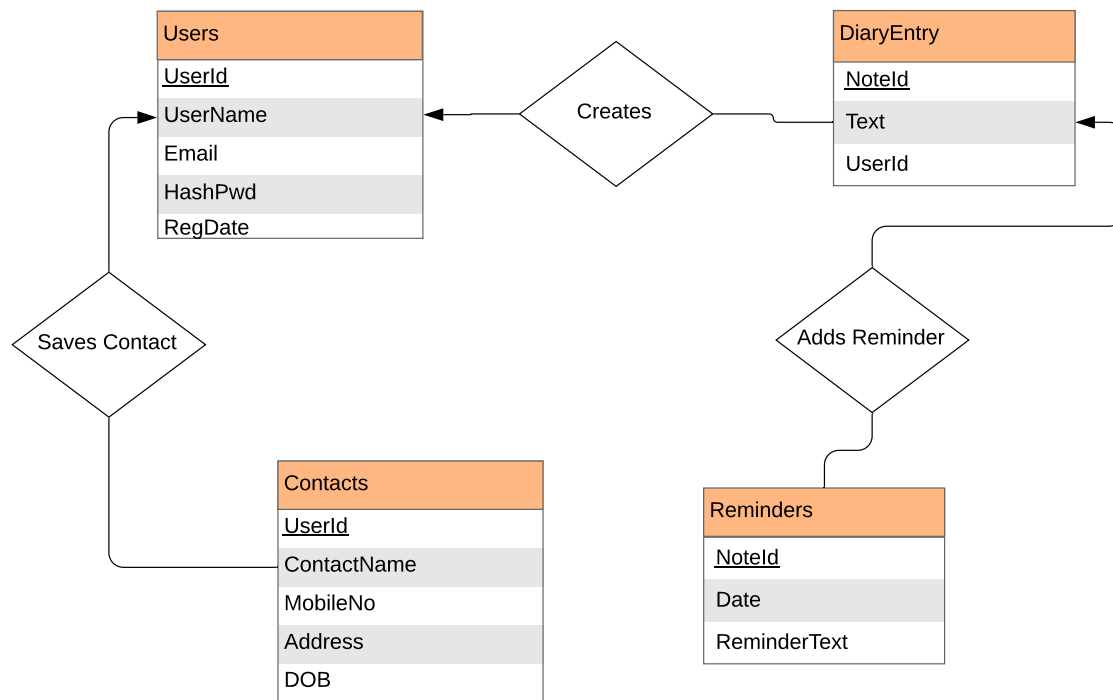 Users
UserId
UserName
Email
HashPwd
RegDate
Creates
DiaryEntry
NoteId
Text
UserId
Saves Contact
Adds Reminder
Contacts
UserId
ContactName
MobileNo
Address
DOB
Reminders
NoteId
Date
ReminderText